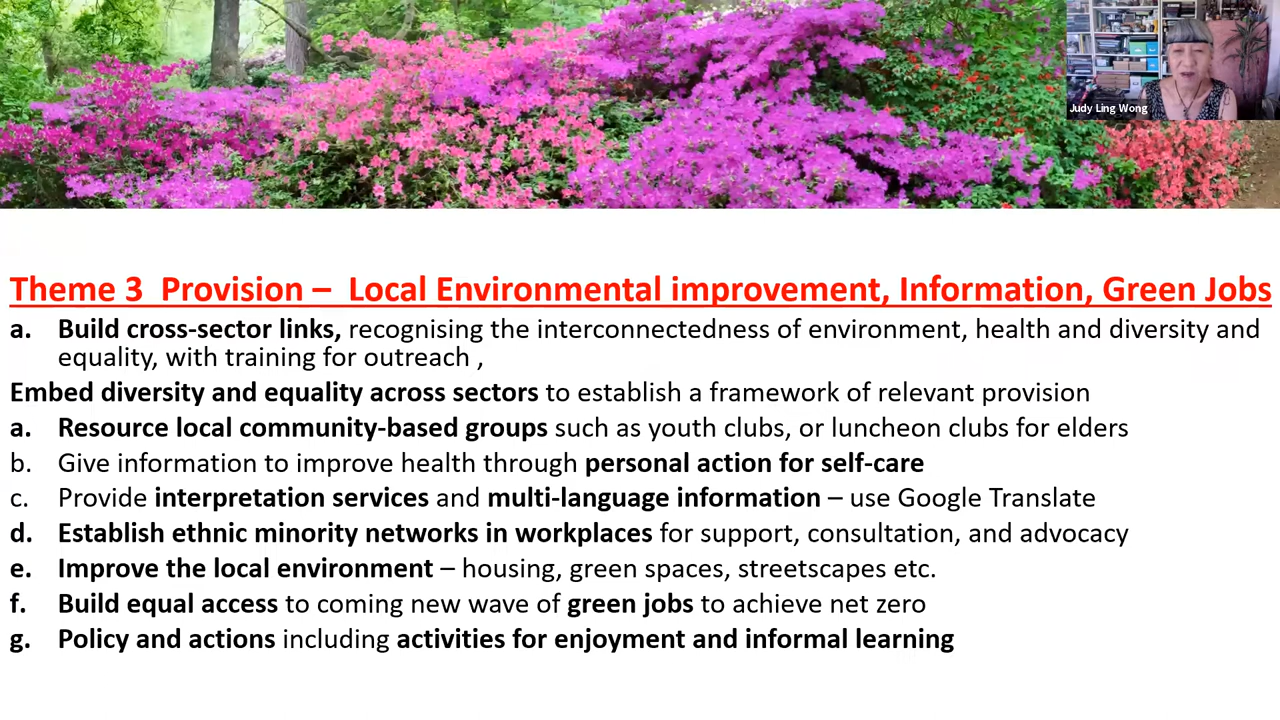 Judy Ling Wong
Theme 3  Provision –  Local Environmental improvement, Information, Green Jobs
a. Build cross-sector links, recognising the interconnectedness of environment, health and diversity and
equality, with training for outreach ,
Embed diversity and equality across sectors to establish a framework of relevant provision
a. Resource local community-based groups such as youth clubs, or luncheon clubs for elders
b. Give information to improve health through personal action for self-care
c. Provide interpretation services and multi-language information – use Google Translate
d. Establish ethnic minority networks in workplaces for support, consultation, and advocacy
e. Improve the local environment – housing, green spaces, streetscapes etc.
f. Build equal access to coming new wave of green jobs to achieve net zero
g. Policy and actions including activities for enjoyment and informal learning